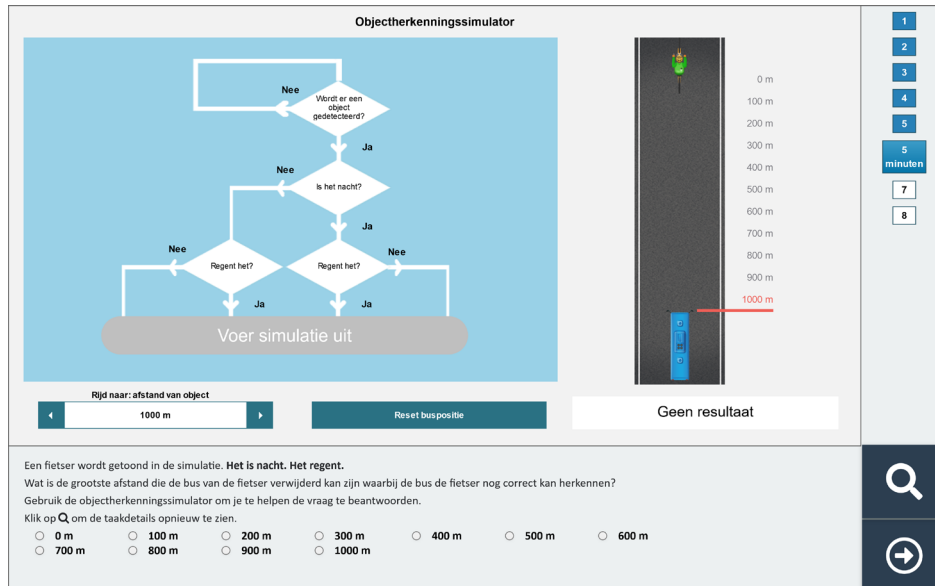 Objectherkenningssimulator
Nee
Wordt er een
object
gedetecteerd?
Ja
Nee
Is het nacht?
Ja
Nee
Regent het?
Regent het?
Nee
Ja
Ja
Voer simulatie uit
Rijd naar: afstand van object
1000 m
Reset buspositie
0 m
100 m
200 m
300 m
400 m
500 m
600 m
700 m
800 m
900 m
1000 m
Geen resultaat
1
2
3
4
5
5
minuten
7
8
Een fietser wordt getoond in de simulatie. Het is nacht. Het regent.
Wat is de grootste afstand die de bus van de fietser verwijderd kan zijn waarbij de bus de fietser nog correct kan herkennen?
Gebruik de objectherkenningssimulator om je te helpen de vraag te beantwoorden.
Klik op om de taakdetails opnieuw te zien.
0 m 100 m 200 m 300 m 400 m 500 m 600 m
700 m 800 m 900 m 1000 m